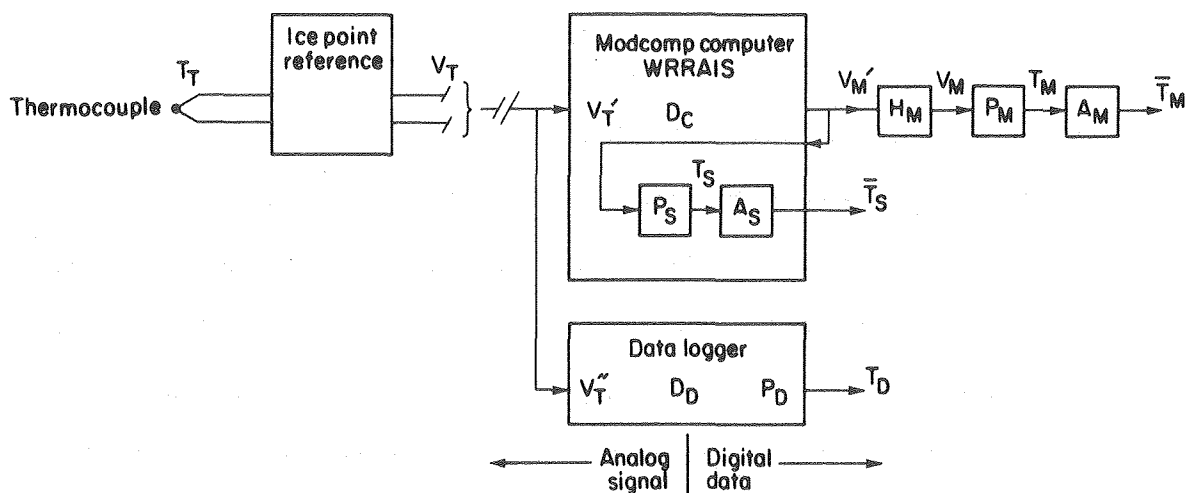 Ice point
reference
T_T
Thermocouple
V_T
Modcomp computer
WRRAIS
V_T′ D_C
V_M′ H_M V_M P_M T_M A_M T̅_M
P_S T_S A_S T̅_S
Data logger
V_T″ D_D P_D T_D
Analog
signal
Digital
data